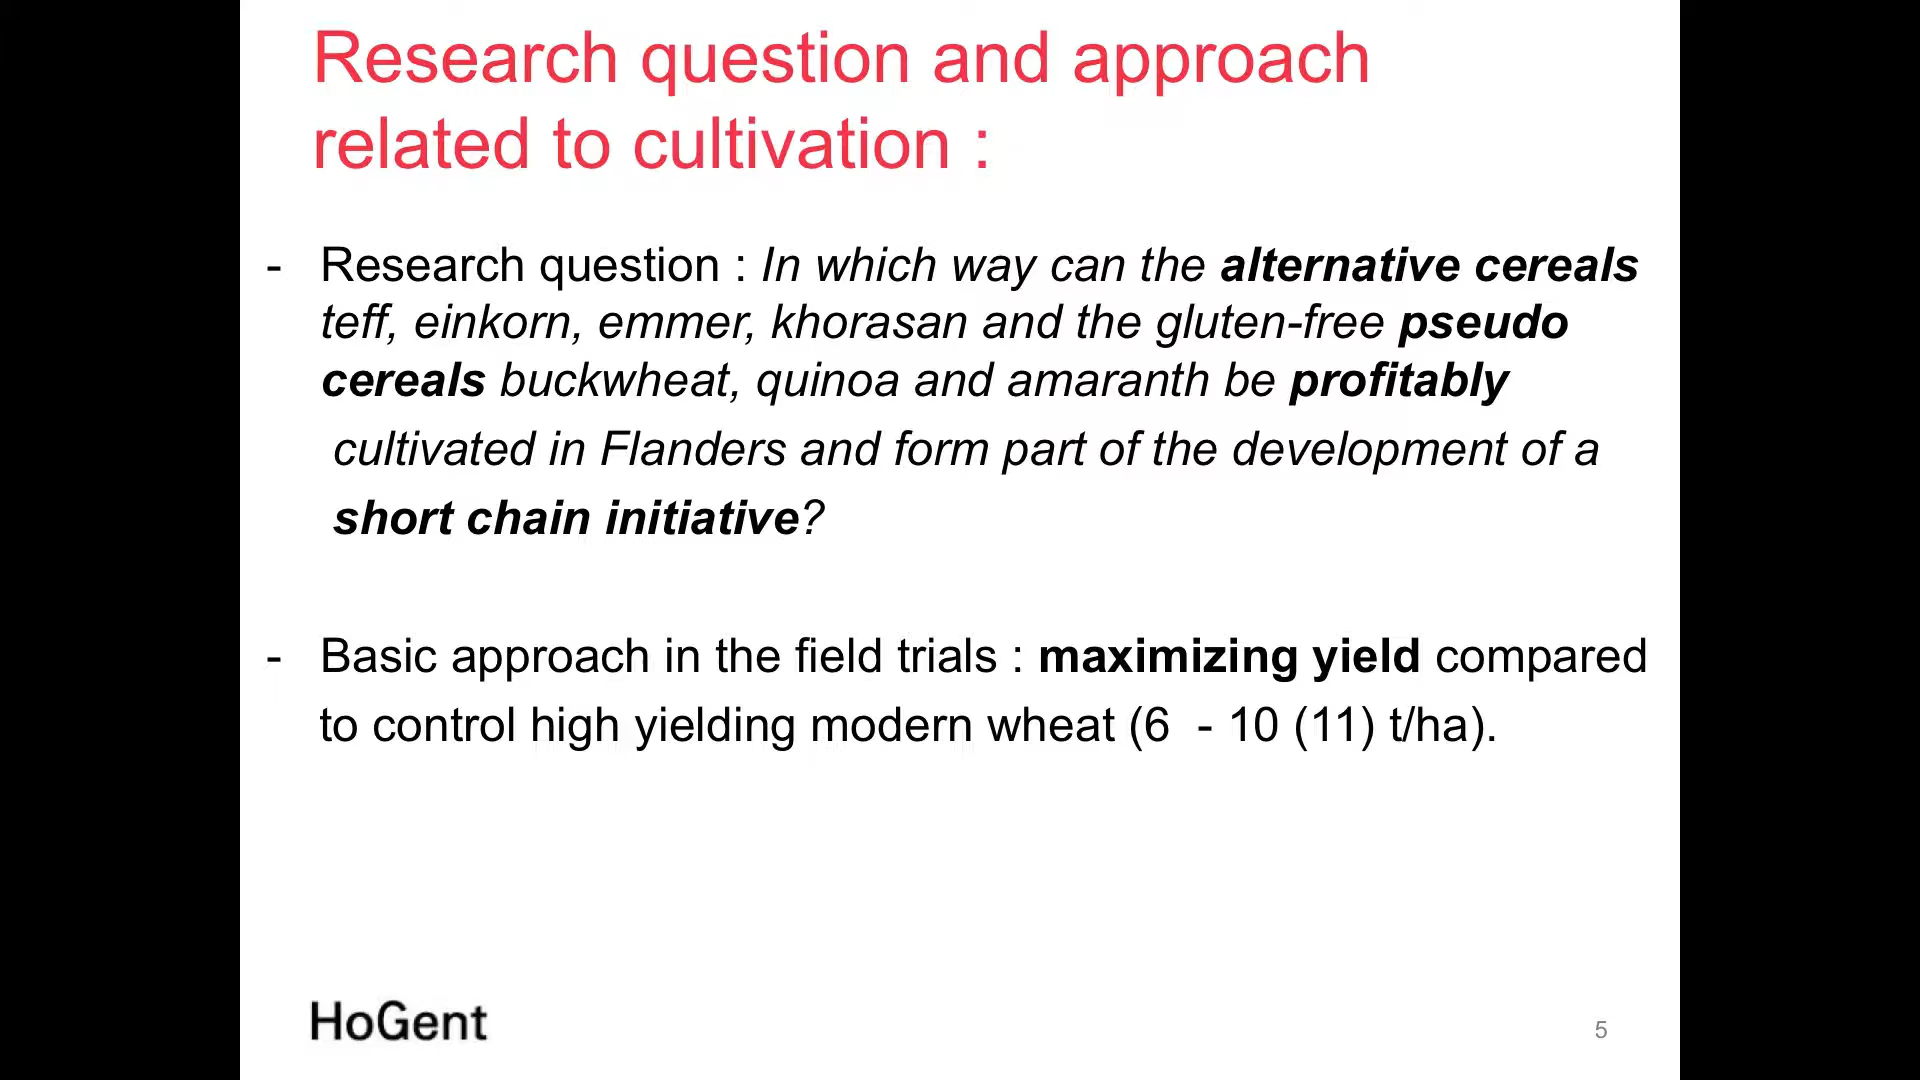 Research question and approach
related to cultivation :
- Research question : In which way can the alternative cereals
teff, einkorn, emmer, khorasan and the gluten-free pseudo
cereals buckwheat, quinoa and amaranth be profitably
cultivated in Flanders and form part of the development of a
short chain initiative?
- Basic approach in the field trials : maximizing yield compared
to control high yielding modern wheat (6 - 10 (11) t/ha).
HoGent
5